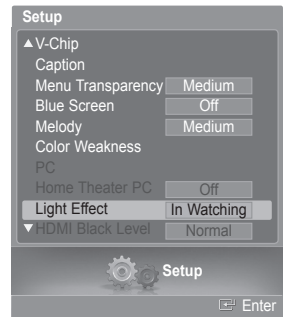 Setup
▲ V-Chip
Caption
Menu Transparency Medium
Blue Screen Off
Melody Medium
Color Weakness
PC
Home Theater PC Off
Light Effect In Watching
▼ HDMI Black Level Normal
Setup
Enter